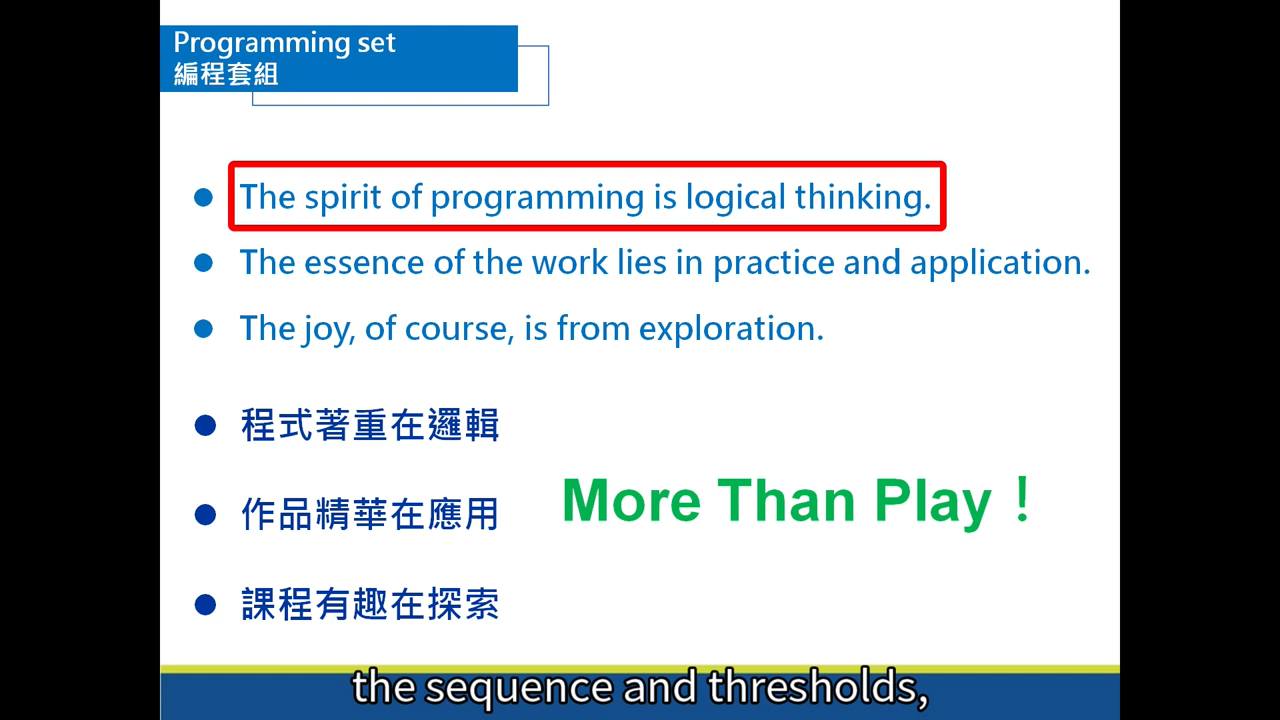 Programming set
編程套組
The spirit of programming is logical thinking.
The essence of the work lies in practice and application.
The joy, of course, is from exploration.
程式著重在邏輯
作品精華在應用
More Than Play！
課程有趣在探索
the sequence and thresholds,